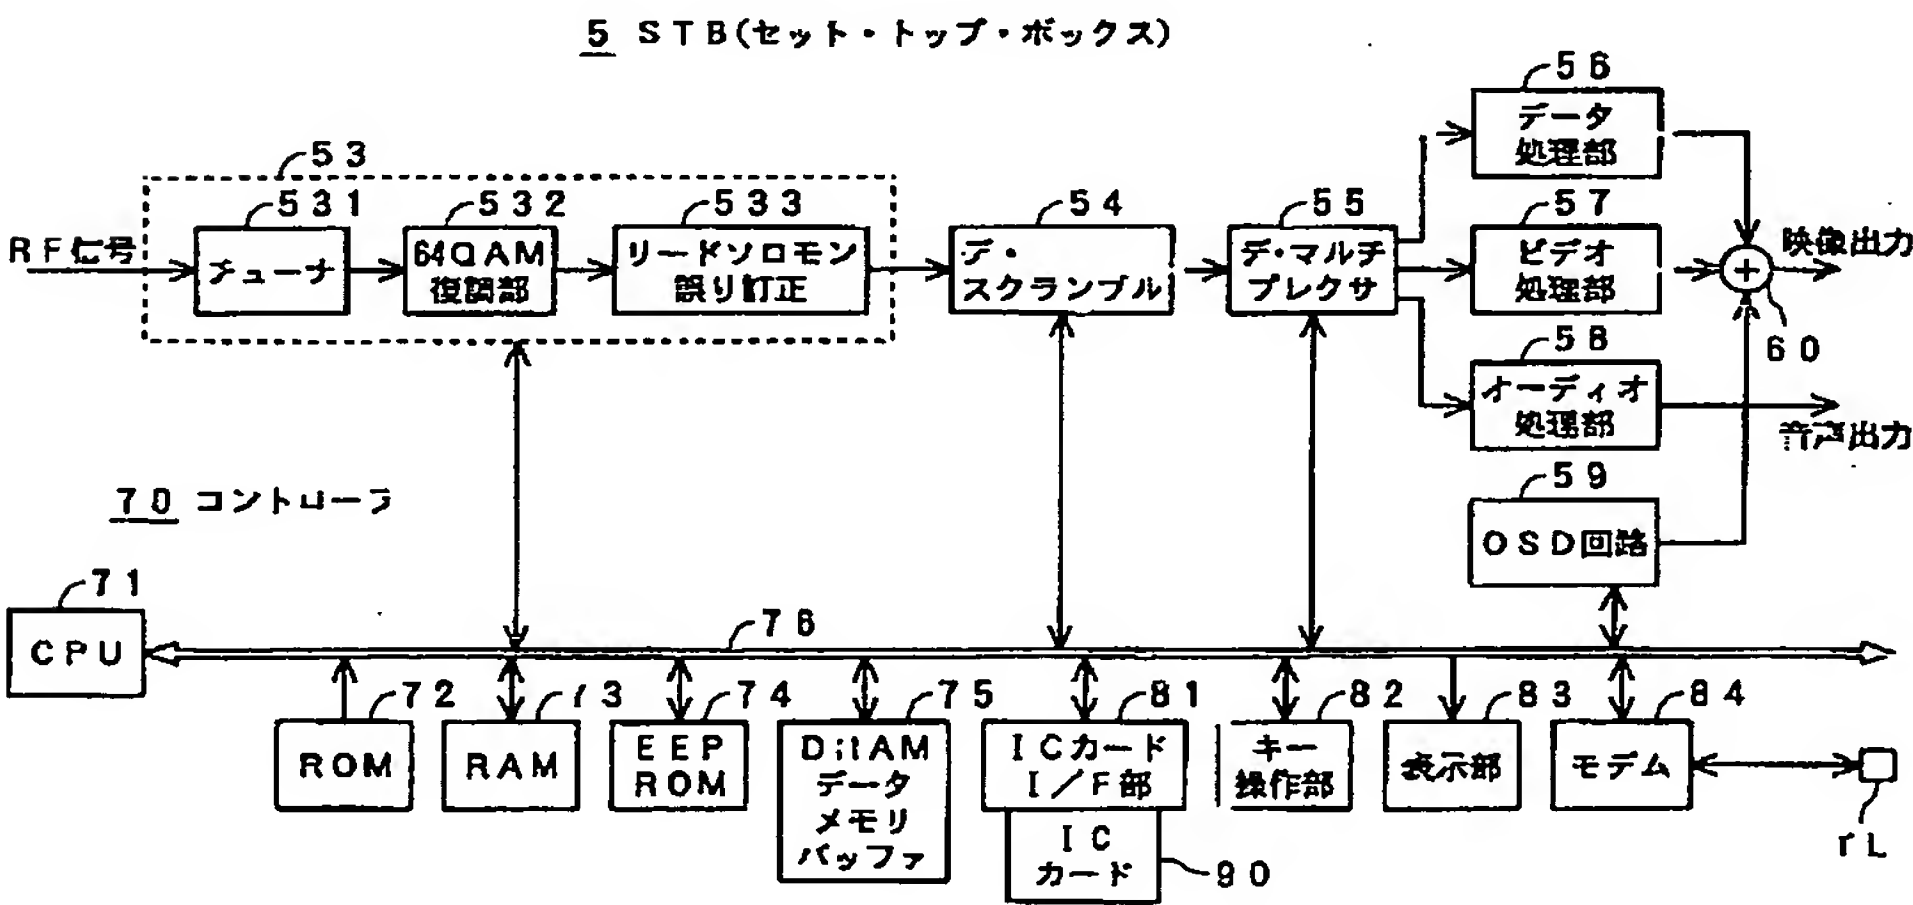 5 STB(セット・トップ・ボックス)
56
データ
処理部
53
531
532
533
54
55
57
RF信号
チューナ
64QAM
復調部
リードソロモン
誤り訂正
デ・
スクランブル
デ・マルチ
プレクサ
ビデオ
処理部
映像出力
60
58
オーディオ
処理部
音声出力
59
OSD回路
70 コントローラ
71
CPU
76
72
ROM
73
RAM
74
EEP
ROM
75
データ
メモリ
バッファ
81
ICカード
I/F部
IC
カード
90
82
キー
操作部
83
表示部
84
モデム